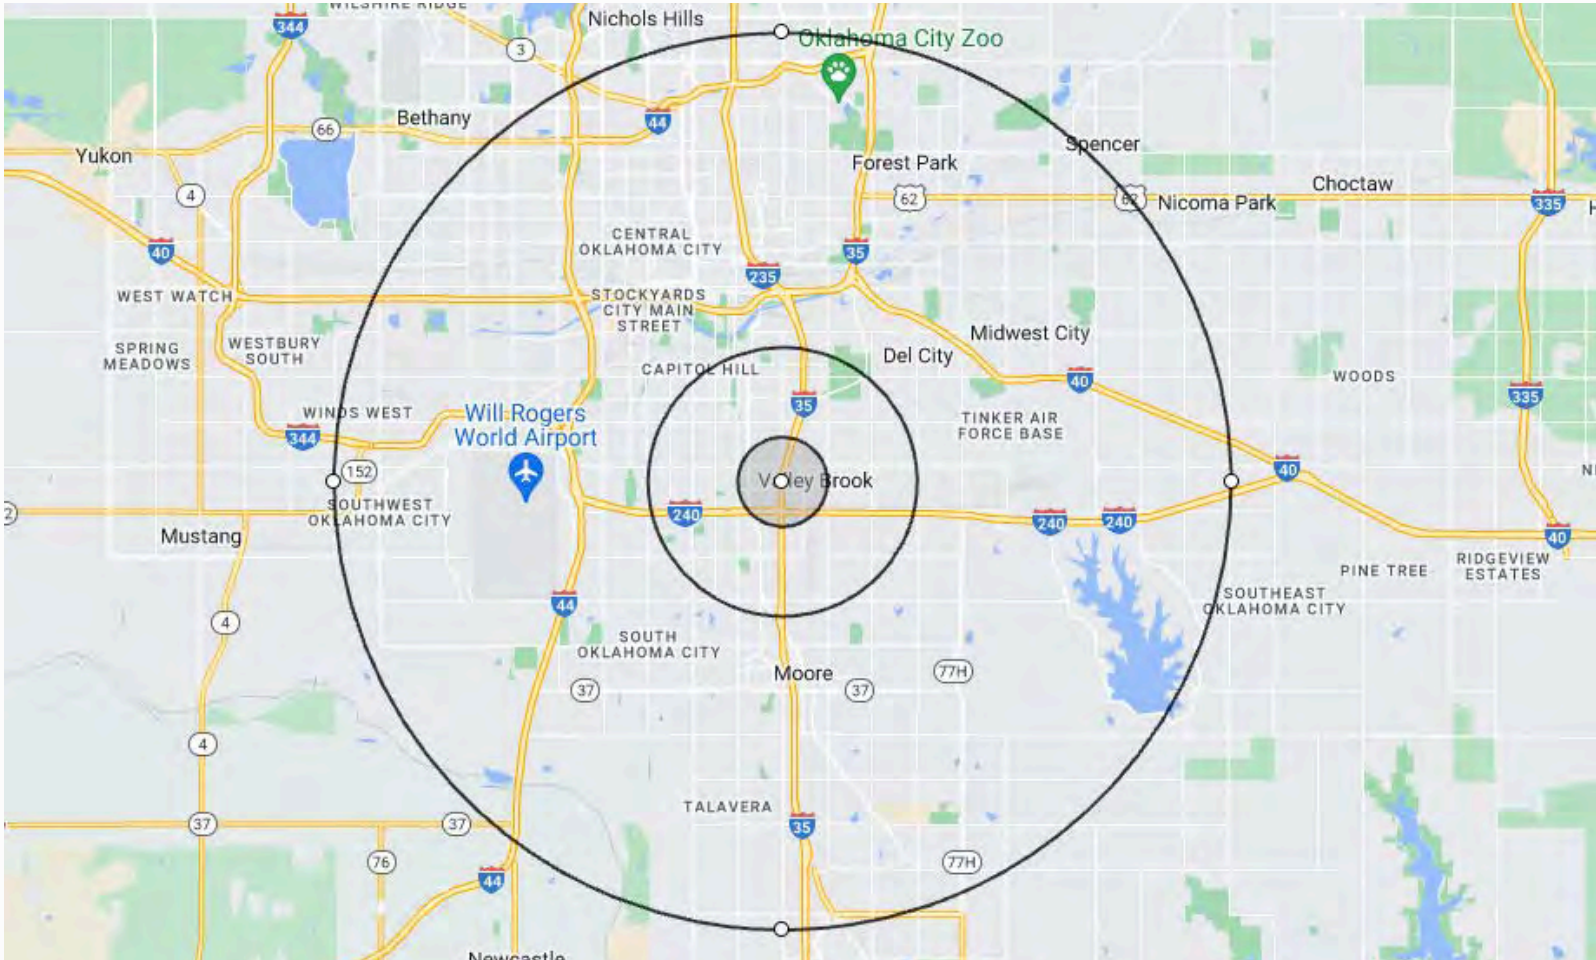 WILSHIRE RIDGE
Nichols Hills
344
3
Oklahoma City Zoo
Bethany
44
66
Yukon
Spencer
Forest Park
4
62
62
Nicoma Park
Choctaw
335
CENTRAL
OKLAHOMA CITY
40
35
235
WEST WATCH
STOCKYARDS
CITY MAIN
STREET
SPRING
MEADOWS
WESTBURY
SOUTH
Midwest City
Del City
CAPITOL HILL
40
WOODS
335
35
WINDS WEST
Will Rogers
World Airport
TINKER AIR
FORCE BASE
344
152
Valley Brook
40
2
SOUTHWEST
OKLAHOMA CITY
240
240
240
Mustang
40
RIDGEVIEW
ESTATES
PINE TREE
SOUTHEAST
OKLAHOMA CITY
44
4
SOUTH
OKLAHOMA CITY
Moore
77H
37
37
4
TALAVERA
37
37
35
76
77H
44
Newcastle